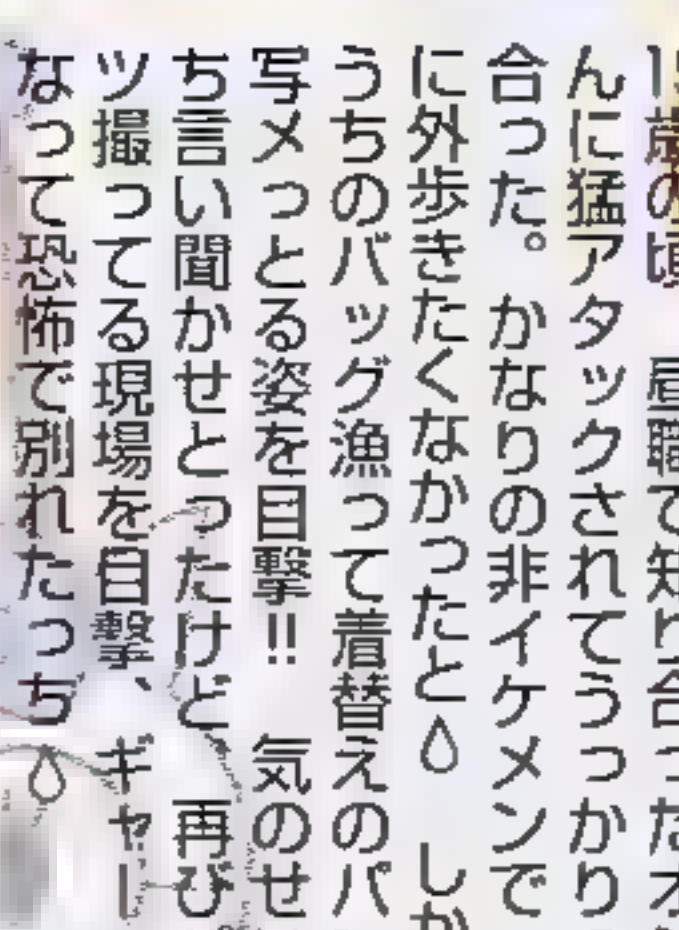 歳の頃 昼職で知り合った
んに猛アタックされてうっかり
合った。かなりの非イケメンで
に外歩きたくなかったと💧 しか
うちのバッグ漁って着替えのパ
写メっとる姿を目撃!! 気のせ
ち言い聞かせとったけど、再び
ツ撮ってる現場を目撃、ギャー
なって恐怖で別れたっち💧